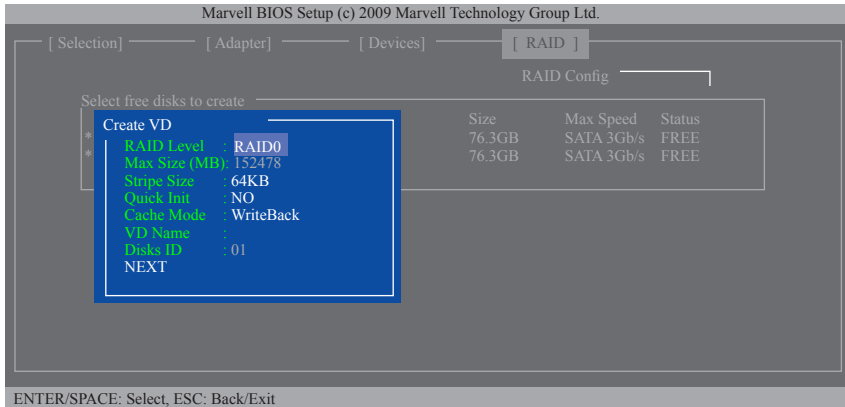 Marvell BIOS Setup (c) 2009 Marvell Technology Group Ltd.
[ Selection] [ Adapter] [ Devices] [ RAID ]
RAID Config
Select free disks to create
Size Max Speed Status
* 76.3GB SATA 3Gb/s FREE
* 76.3GB SATA 3Gb/s FREE
Create VD
RAID Level : RAID0
Max Size (MB): 152478
Stripe Size : 64KB
Quick Init : NO
Cache Mode : WriteBack
VD Name :
Disks ID : 01
NEXT
ENTER/SPACE: Select, ESC: Back/Exit